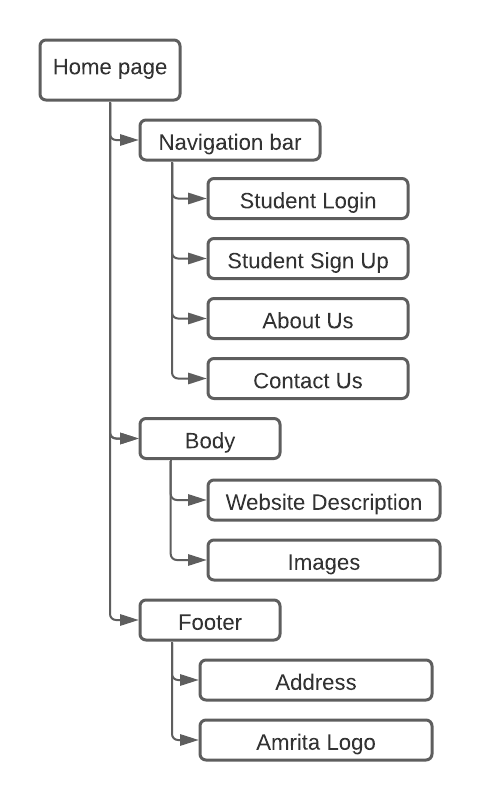 Home page
Navigation bar
Student Login
Student Sign Up
About Us
Contact Us
Body
Website Description
Images
Footer
Address
Amrita Logo